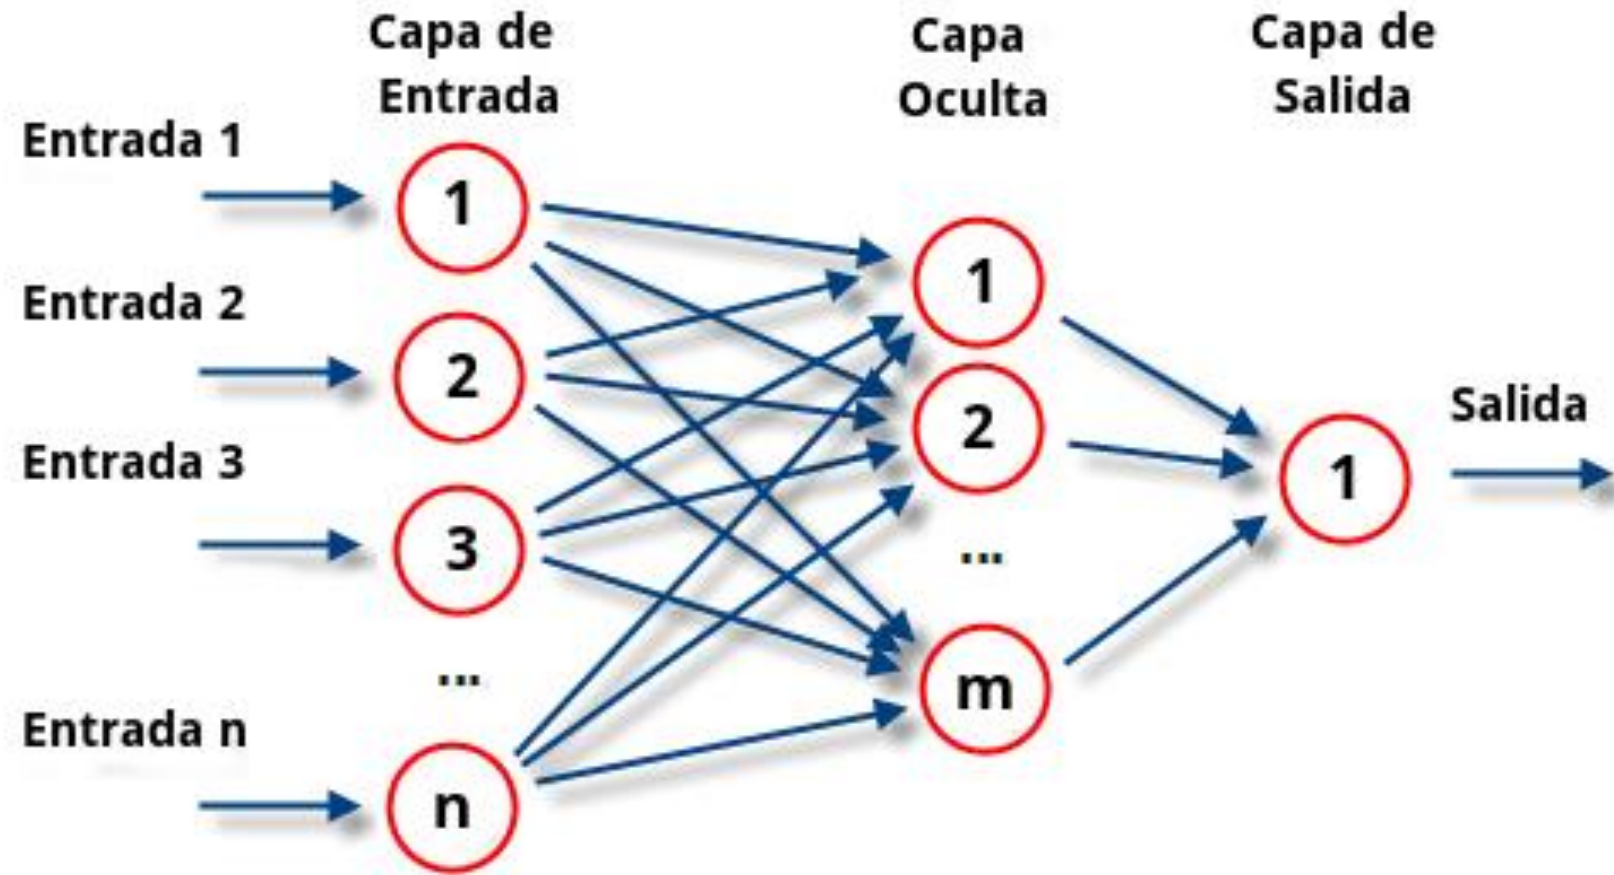 Capa de
Entrada
Capa
Oculta
Capa de
Salida
Entrada 1
1
Entrada 2
2
Entrada 3
3
...
Entrada n
n
1
2
...
m
1
Salida